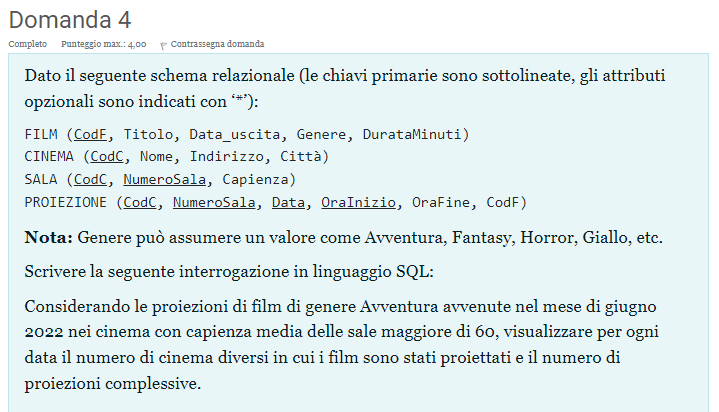 Domanda 4
Completo Punteggio max.: 4,00 Contrassegna domanda
Dato il seguente schema relazionale (le chiavi primarie sono sottolineate, gli attributi
opzionali sono indicati con ‘*’):
FILM (CodF, Titolo, Data_uscita, Genere, DurataMinuti)
CINEMA (CodC, Nome, Indirizzo, Città)
SALA (CodC, NumeroSala, Capienza)
PROIEZIONE (CodC, NumeroSala, Data, OraInizio, OraFine, CodF)
Nota: Genere può assumere un valore come Avventura, Fantasy, Horror, Giallo, etc.
Scrivere la seguente interrogazione in linguaggio SQL:
Considerando le proiezioni di film di genere Avventura avvenute nel mese di giugno
2022 nei cinema con capienza media delle sale maggiore di 60, visualizzare per ogni
data il numero di cinema diversi in cui i film sono stati proiettati e il numero di
proiezioni complessive.